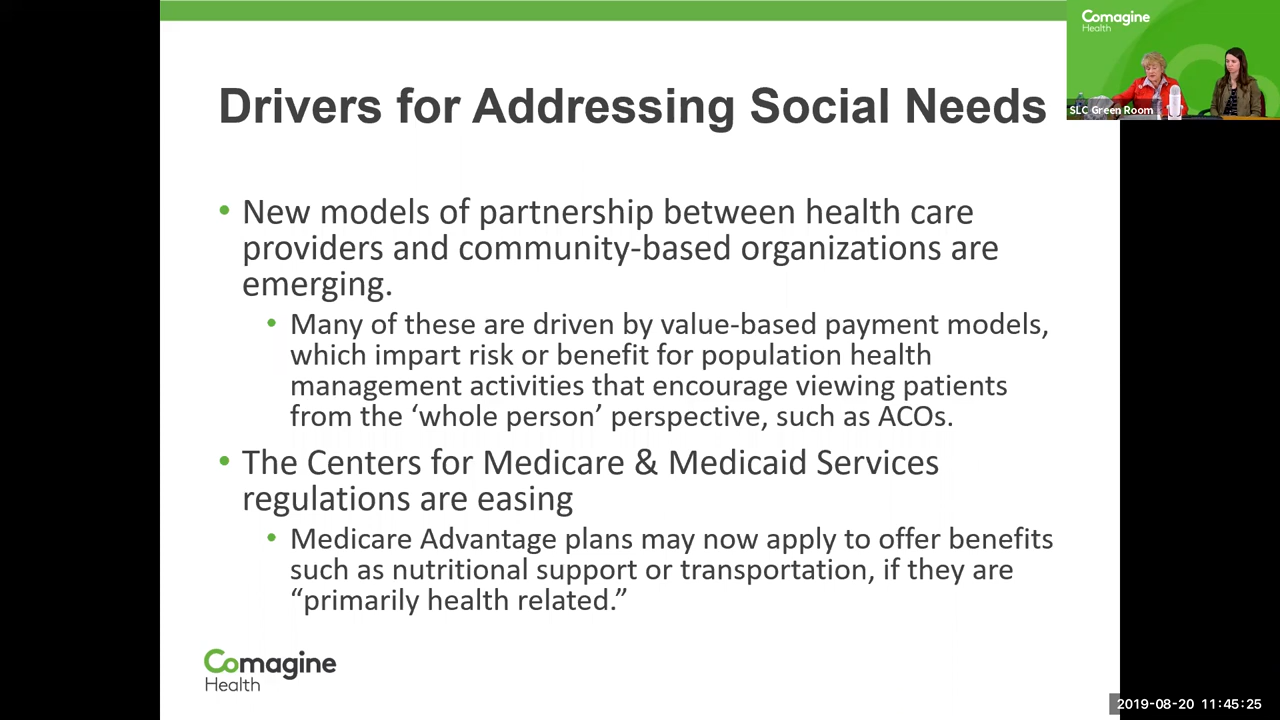 Drivers for Addressing Social Needs
• New models of partnership between health care
providers and community-based organizations are
emerging.
• Many of these are driven by value-based payment models,
which impart risk or benefit for population health
management activities that encourage viewing patients
from the ‘whole person’ perspective, such as ACOs.
• The Centers for Medicare & Medicaid Services
regulations are easing
• Medicare Advantage plans may now apply to offer benefits
such as nutritional support or transportation, if they are
“primarily health related.”
Comagine
Health
Comagine
Health
SLC Green Room
2019-08-20 11:45:25